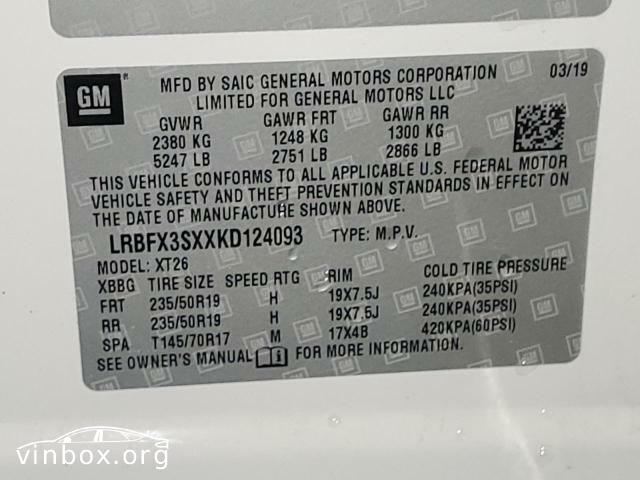 GM MFD BY SAIC GENERAL MOTORS CORPORATION 03/19
LIMITED FOR GENERAL MOTORS LLC
GVWR GAWR FRT GAWR RR
2380 KG 1248 KG 1300 KG
5247 LB 2751 LB 2866 LB
THIS VEHICLE CONFORMS TO ALL APPLICABLE U.S. FEDERAL MOTOR
VEHICLE SAFETY AND THEFT PREVENTION STANDARDS IN EFFECT ON
THE DATE OF MANUFACTURE SHOWN ABOVE.
LRBFX3SXXKD124093 TYPE: M.P.V.
MODEL: XT26
XBBG TIRE SIZE SPEED RTG RIM COLD TIRE PRESSURE
FRT 235/50R19 H 19X7.5J 240KPA(35PSI)
RR 235/50R19 H 19X7.5J 240KPA(35PSI)
SPA T145/70R17 M 17X4B 420KPA(60PSI)
SEE OWNER'S MANUAL FOR MORE INFORMATION.
vinbox.org